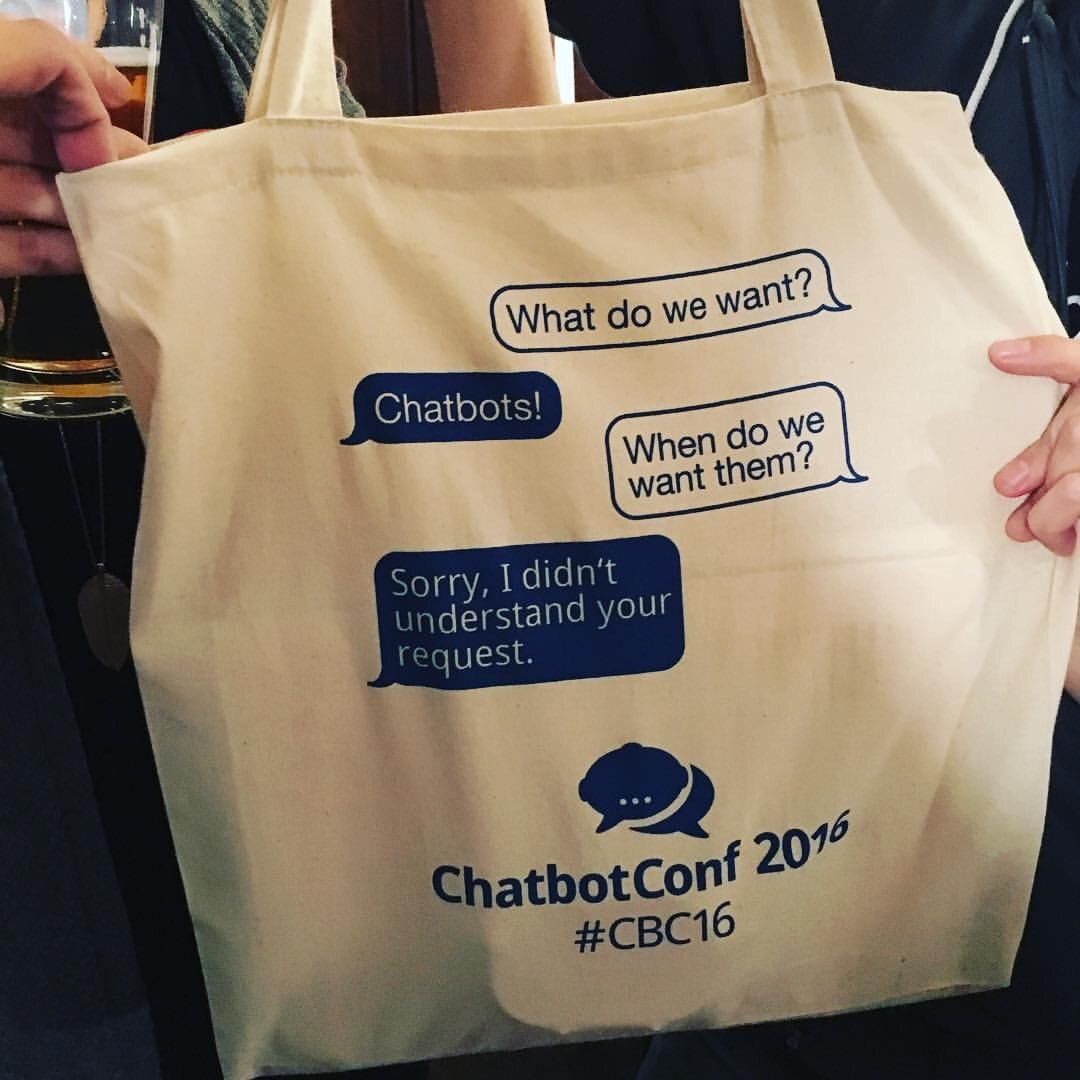 What do we want?
Chatbots!
When do we
want them?
Sorry, I didn‘t
understand your
request.
ChatbotConf 2016
#CBC16